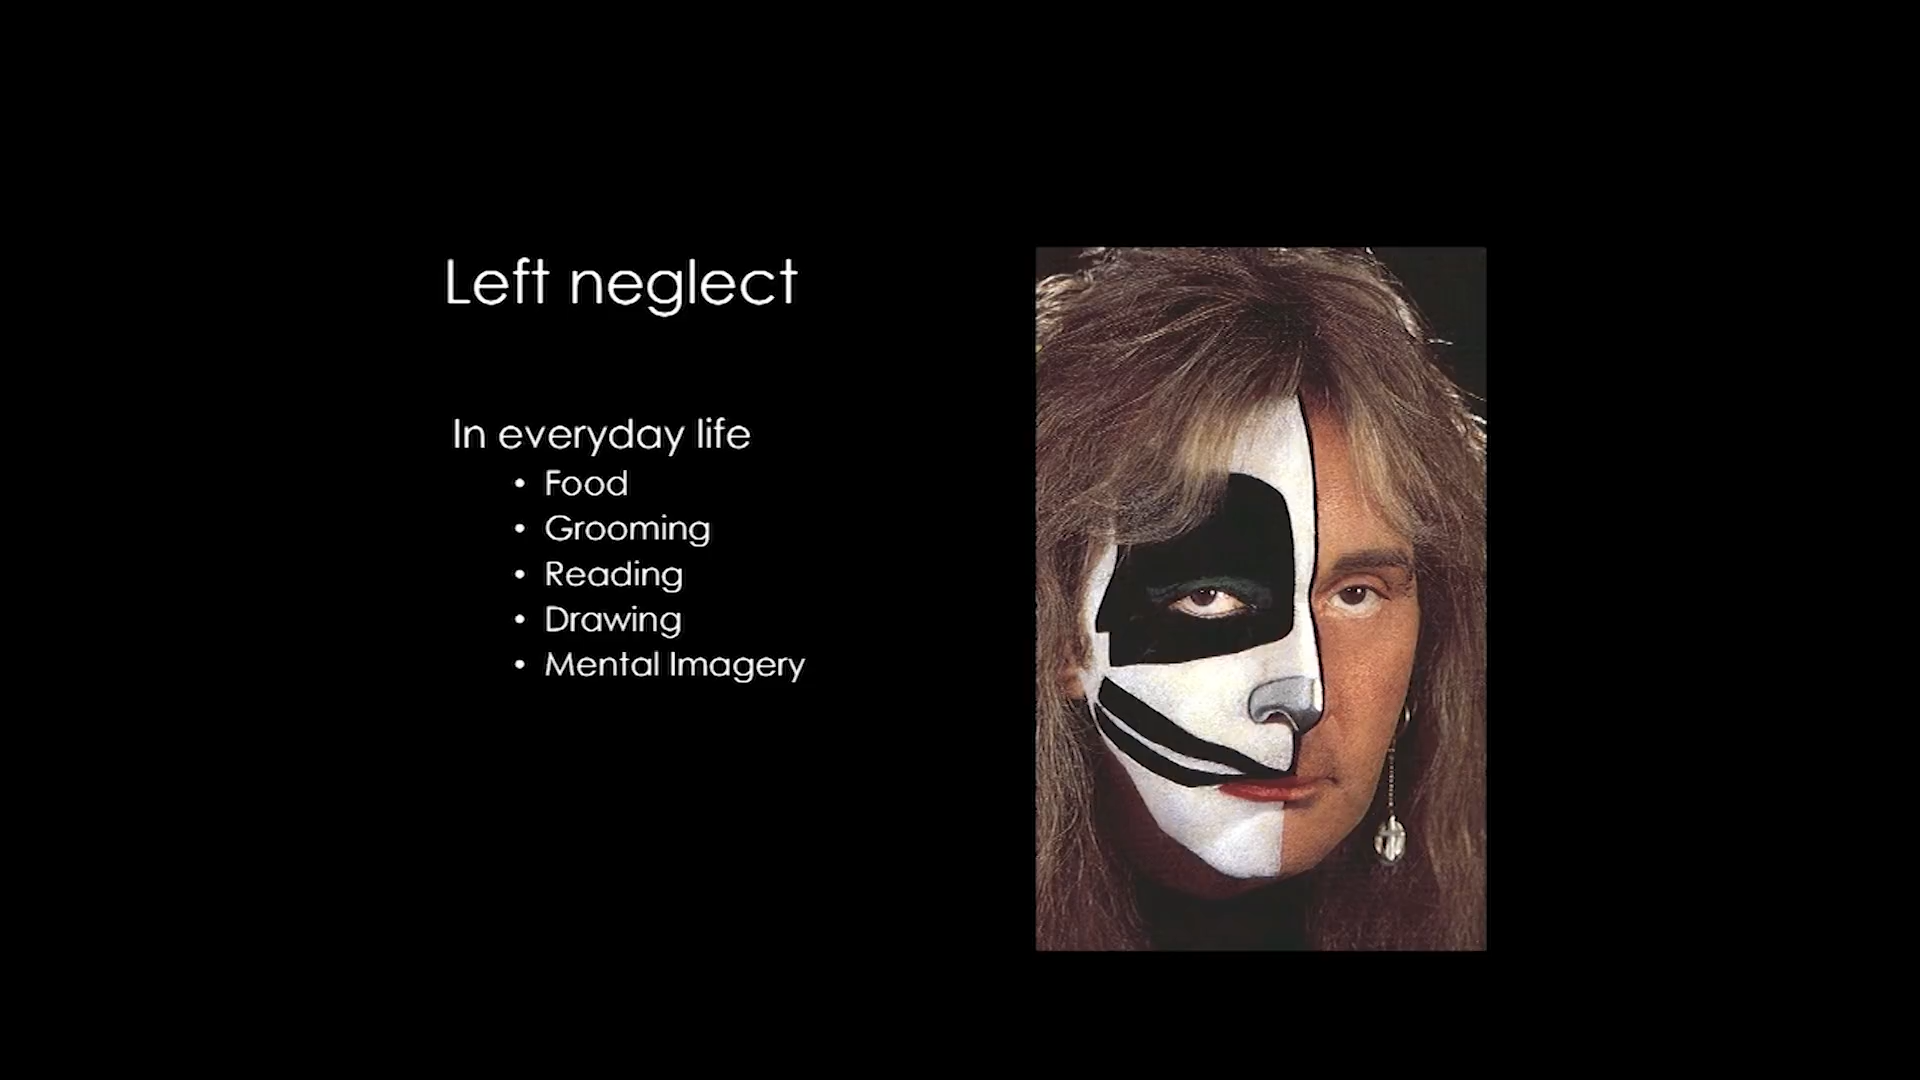 Left neglect
In everyday life
• Food
• Grooming
• Reading
• Drawing
• Mental Imagery